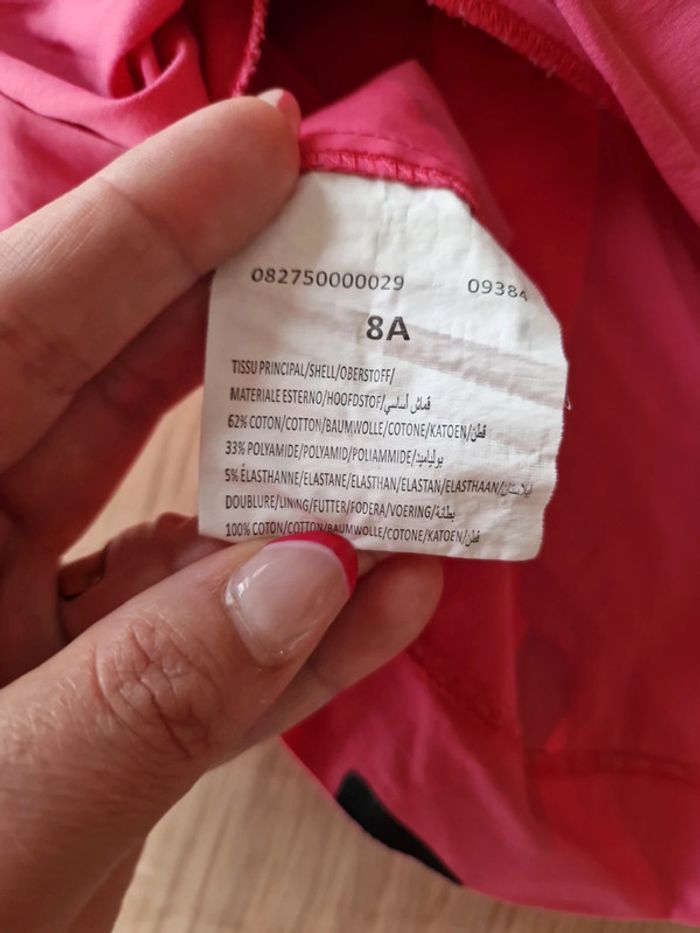 082750000029 09384
8A
TISSU PRINCIPAL/SHELL/OBERSTOFF/
MATERIALE ESTERNO/HOOFDSTOF/قماش أساسي
62% COTON/COTTON/BAUMWOLLE/COTONE/KATOEN/قطن
33% POLYAMIDE/POLYAMID/POLIAMMIDE/بولياميد
5% ÉLASTHANNE/ELASTANE/ELASTHAN/ELASTAN/ELASTHAAN/إيلاستان
DOUBLURE/LINING/FUTTER/FODERA/VOERING/بطانة
100% COTON/COTTON/BAUMWOLLE/COTONE/KATOEN/قطن